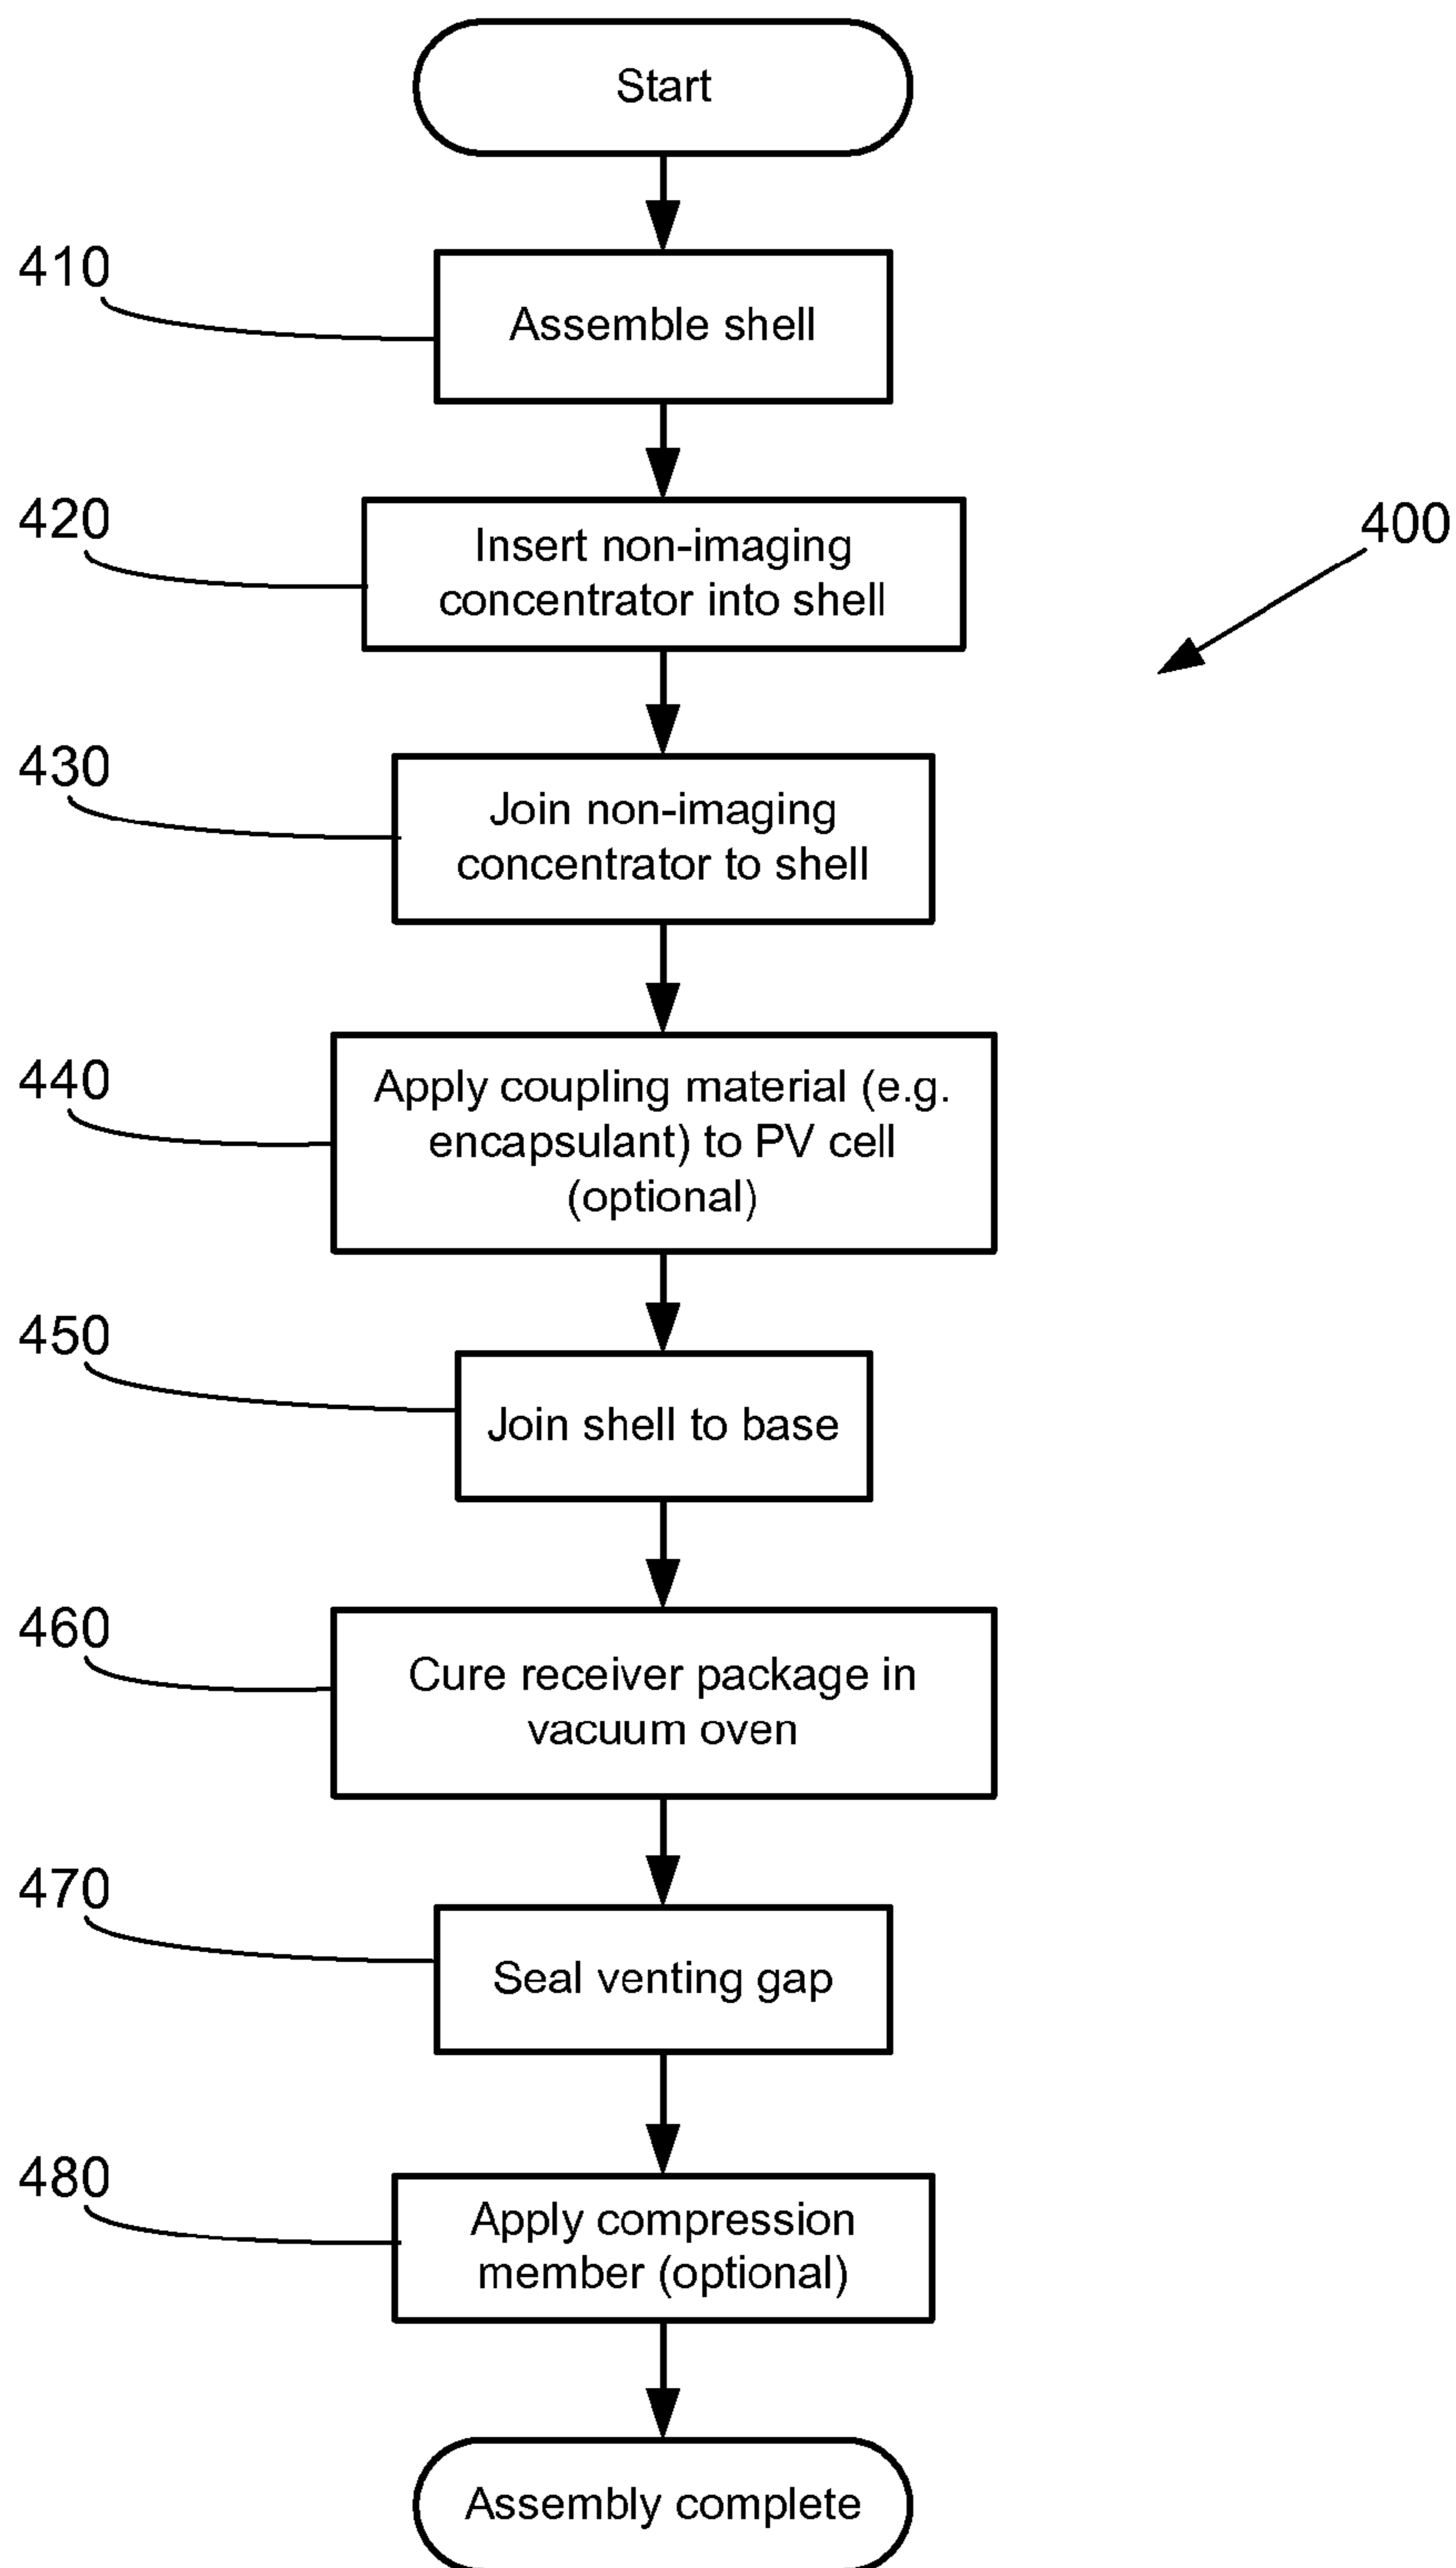 Start
410
Assemble shell
420
Insert non-imaging
concentrator into shell
400
430
Join non-imaging
concentrator to shell
440
Apply coupling material (e.g.
encapsulant) to PV cell
(optional)
450
Join shell to base
460
Cure receiver package in
vacuum oven
470
Seal venting gap
480
Apply compression
member (optional)
Assembly complete